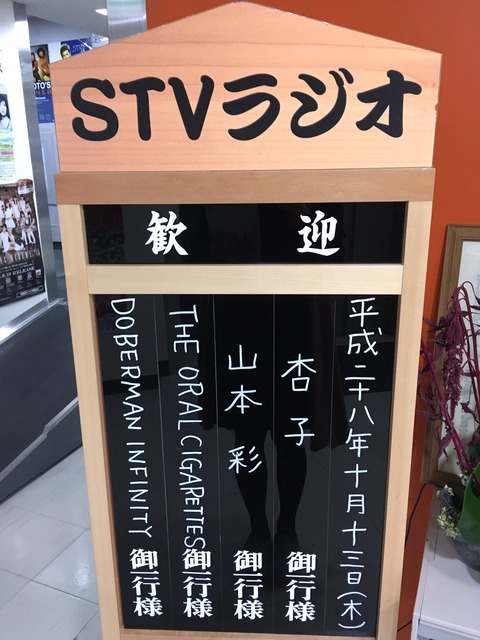 STVラジオ
歓迎
平成二十八年十月十三日(木)
杏子 御一行様
山本 彩 御一行様
THE ORAL CIGARETTES 御一行様
DOBERMAN INFINITY 御一行様